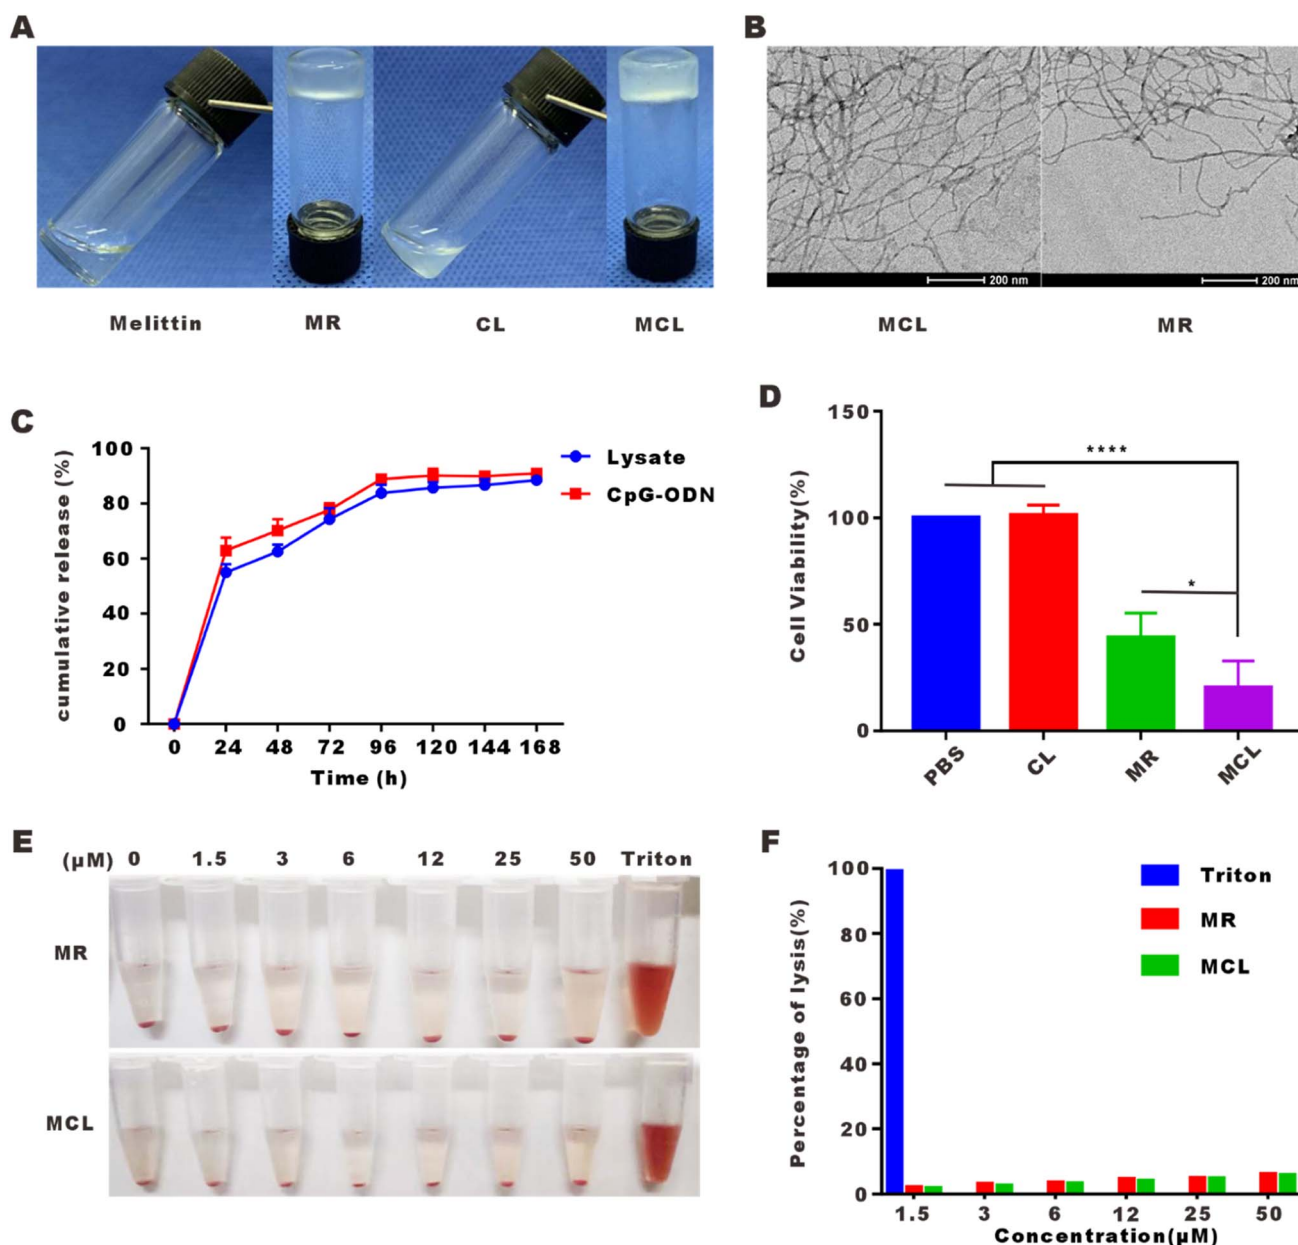 A
Melittin MR CL MCL
B
200 nm 200 nm
MCL MR
C
cumulative release (%)
100
80
60
40
20
0
0 24 48 72 96 120 144 168
Time (h)
Lysate
CpG-ODN
D
Cell Viability(%)
150
100
50
0
****
*
PBS CL MR MCL
E
(μM) 0 1.5 3 6 12 25 50 Triton
MR
MCL
F
Percentage of lysis(%)
100
80
60
40
20
0
1.5 3 6 12 25 50
Concentration(μM)
Triton
MR
MCL